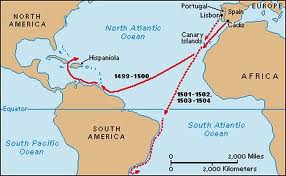 NORTH
AMERICA
North Atlantic
Ocean
Portugal
Lisbon
Spain
Cádiz
EUROPE
Canary
Islands
Hispaniola
1499-1500
AFRICA
1501-1502,
1503-1504
Equator
SOUTH
AMERICA
South Pacific
Ocean
South Atlantic
Ocean
0
2,000 Miles
0
2,000 Kilometers